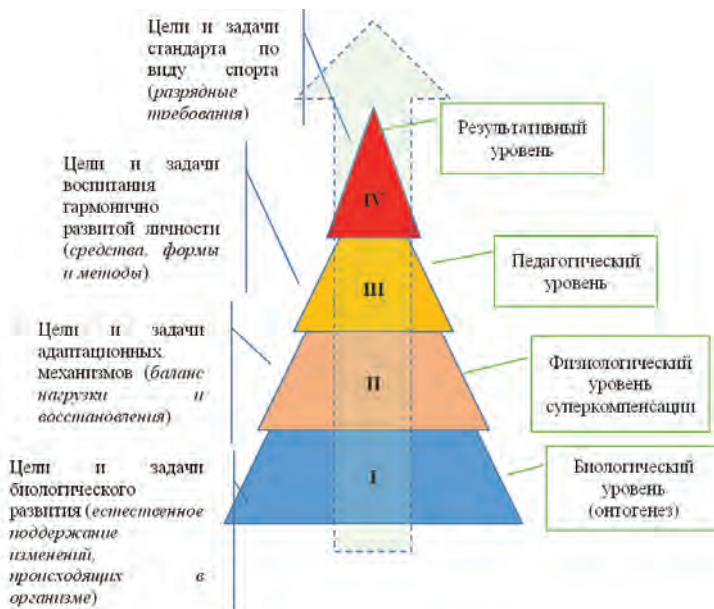 Цели и задачи
стандарта по
виду спорта
(разрядные
требования)
Результативный
уровень
IV
Цели и задачи
воспитания
гармонично
развитой личности
(средства, формы
и методы)
Педагогический
уровень
III
Цели и задачи
адаптационных
механизмов (баланс
нагрузки и
восстановления)
Физиологический
уровень
суперкомпенсации
II
Цели и задачи
биологического
развития (естественное
поддержание
изменений,
происходящих в
организме)
Биологический
уровень
(онтогенез)
I